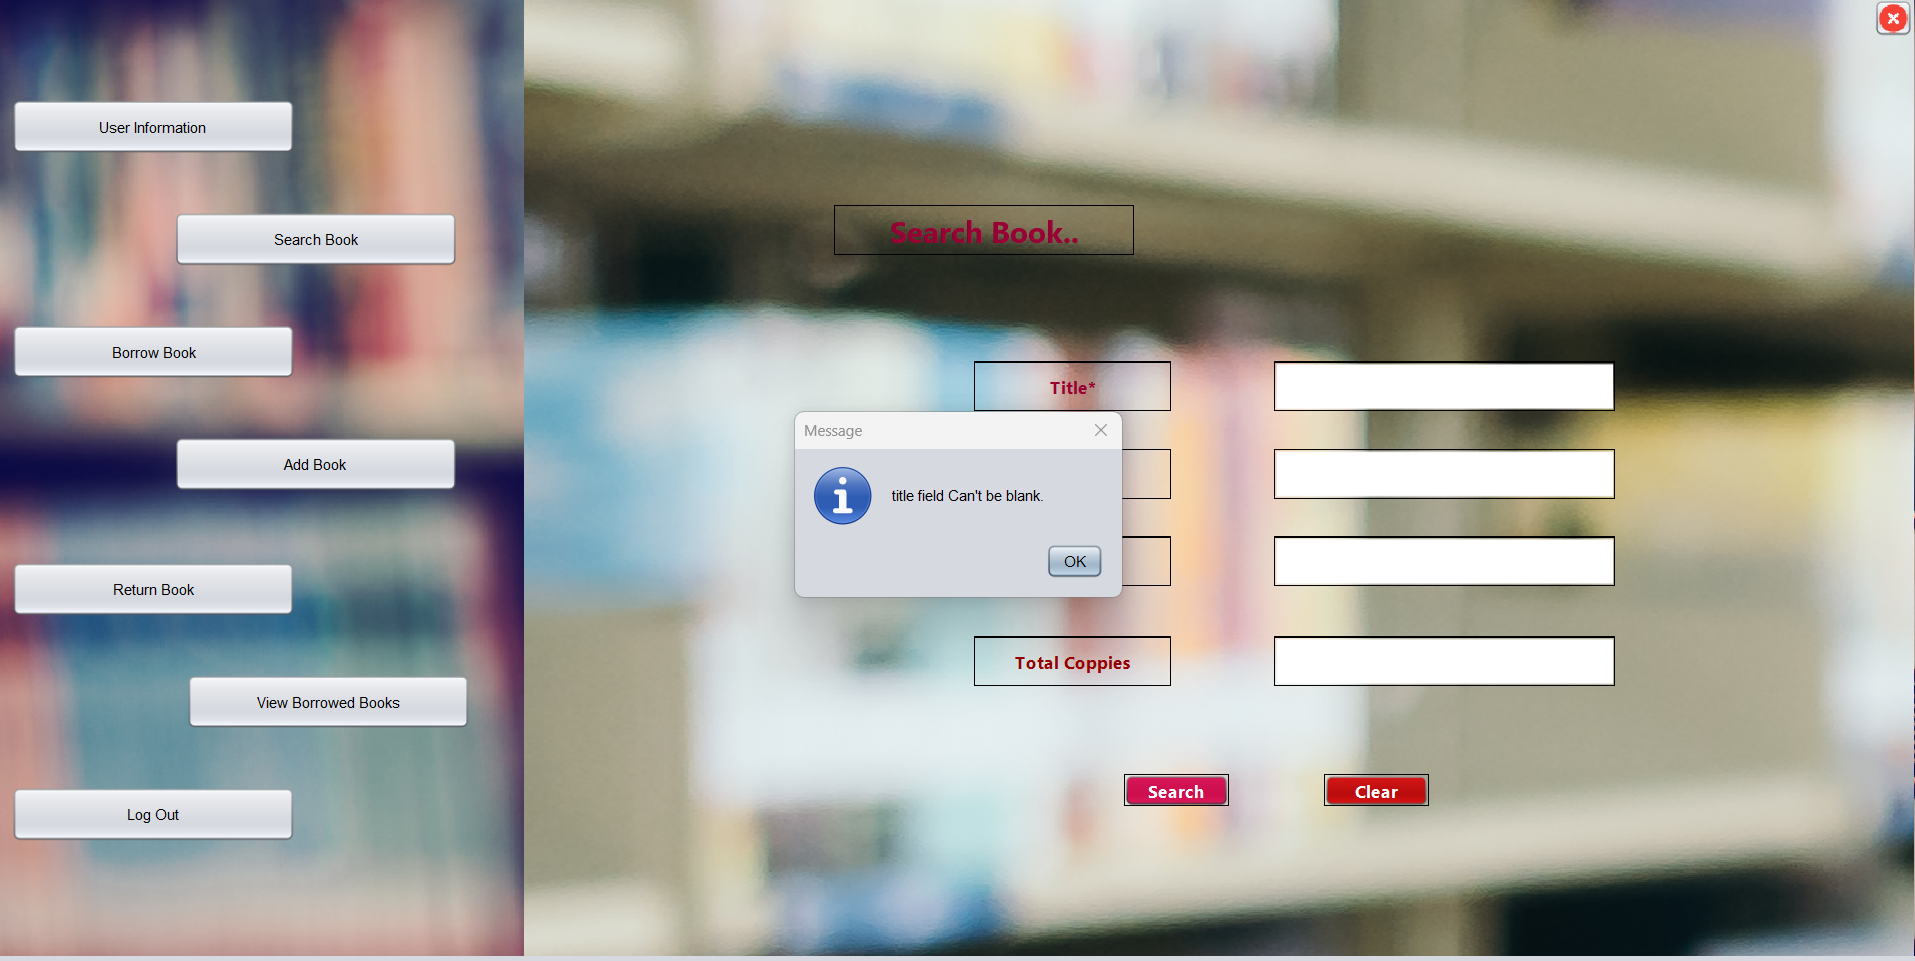 User Information
Search Book
Borrow Book
Add Book
Return Book
View Borrowed Books
Log Out
Search Book..
Title*
Message
title field Can't be blank.
OK
Total Coppies
Search
Clear